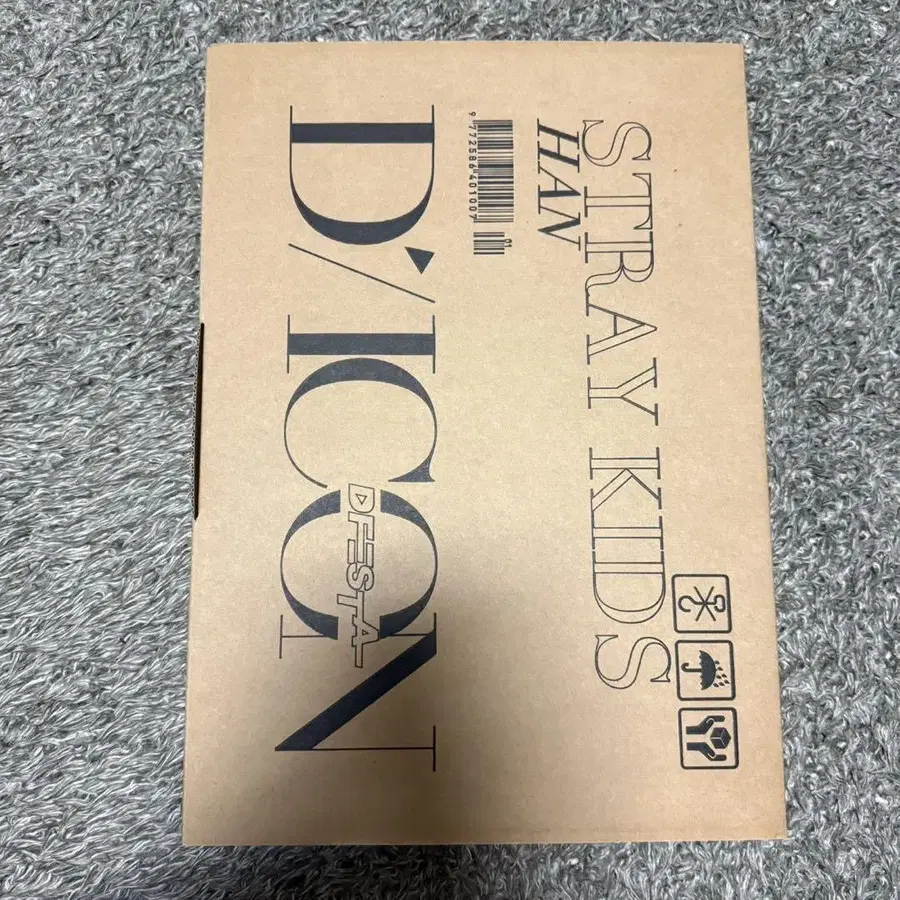 STRAY KIDS
HAN
9 772586 401007
01
D//ICON
DFESTA